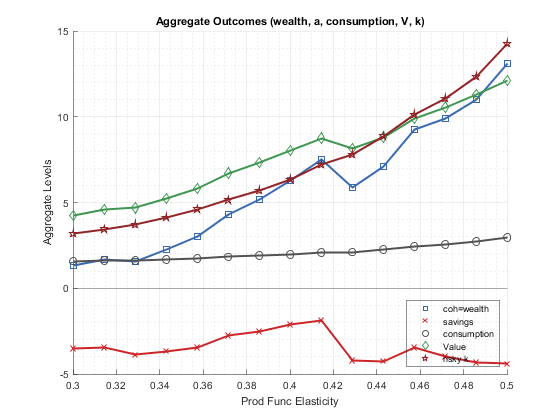 Aggregate Outcomes (wealth, a, consumption, V, k)
15
10
5
0
-5
Aggregate Levels
coh=wealth
savings
consumption
Value
risky k
0.3 0.32 0.34 0.36 0.38 0.4 0.42 0.44 0.46 0.48 0.5
Prod Func Elasticity